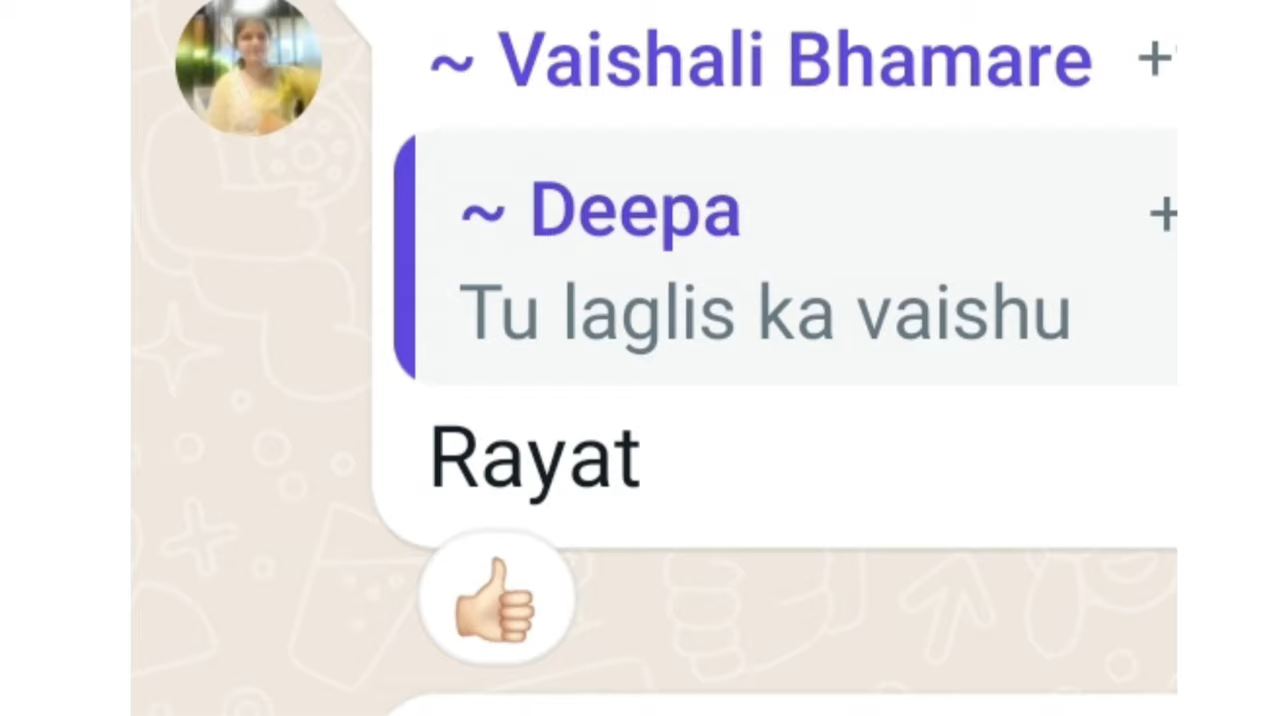 ~ Vaishali Bhamare +
~ Deepa +
Tu laglis ka vaishu
Rayat